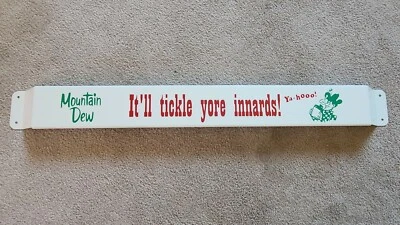 Mountain
Dew
It'll tickle yore innards!
Ya-hooo!